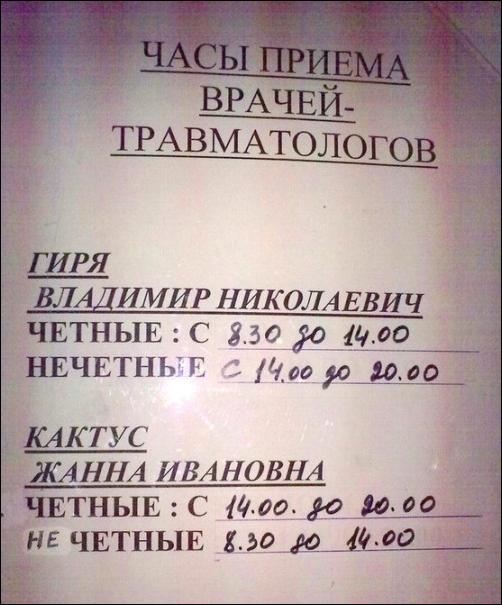 ЧАСЫ ПРИЕМА
ВРАЧЕЙ-
ТРАВМАТОЛОГОВ
ГИРЯ
ВЛАДИМИР НИКОЛАЕВИЧ
ЧЕТНЫЕ : С 8.30 до 14.00
НЕЧЕТНЫЕ С 14.00 до 20.00
КАКТУС
ЖАННА ИВАНОВНА
ЧЕТНЫЕ : С 14.00. до 20.00
НЕ ЧЕТНЫЕ 8.30 до 14.00